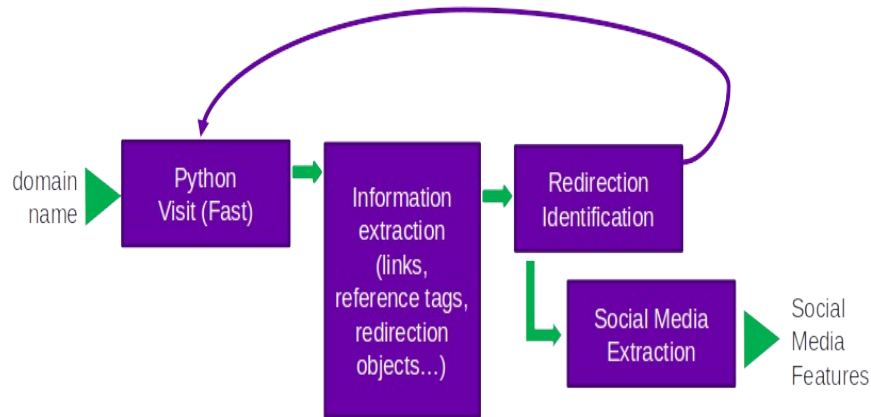 domain
name
Python
Visit (Fast)
Information
extraction
(links,
reference tags,
redirection
objects…)
Redirection
Identification
Social Media
Extraction
Social
Media
Features